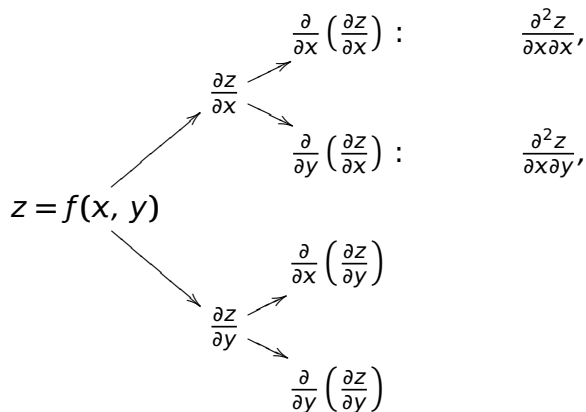 ∂/∂x (∂z/∂x) : ∂²z/∂x∂x,
∂z/∂x
∂/∂y (∂z/∂x) : ∂²z/∂x∂y,
z = f(x, y)
∂/∂x (∂z/∂y)
∂z/∂y
∂/∂y (∂z/∂y)